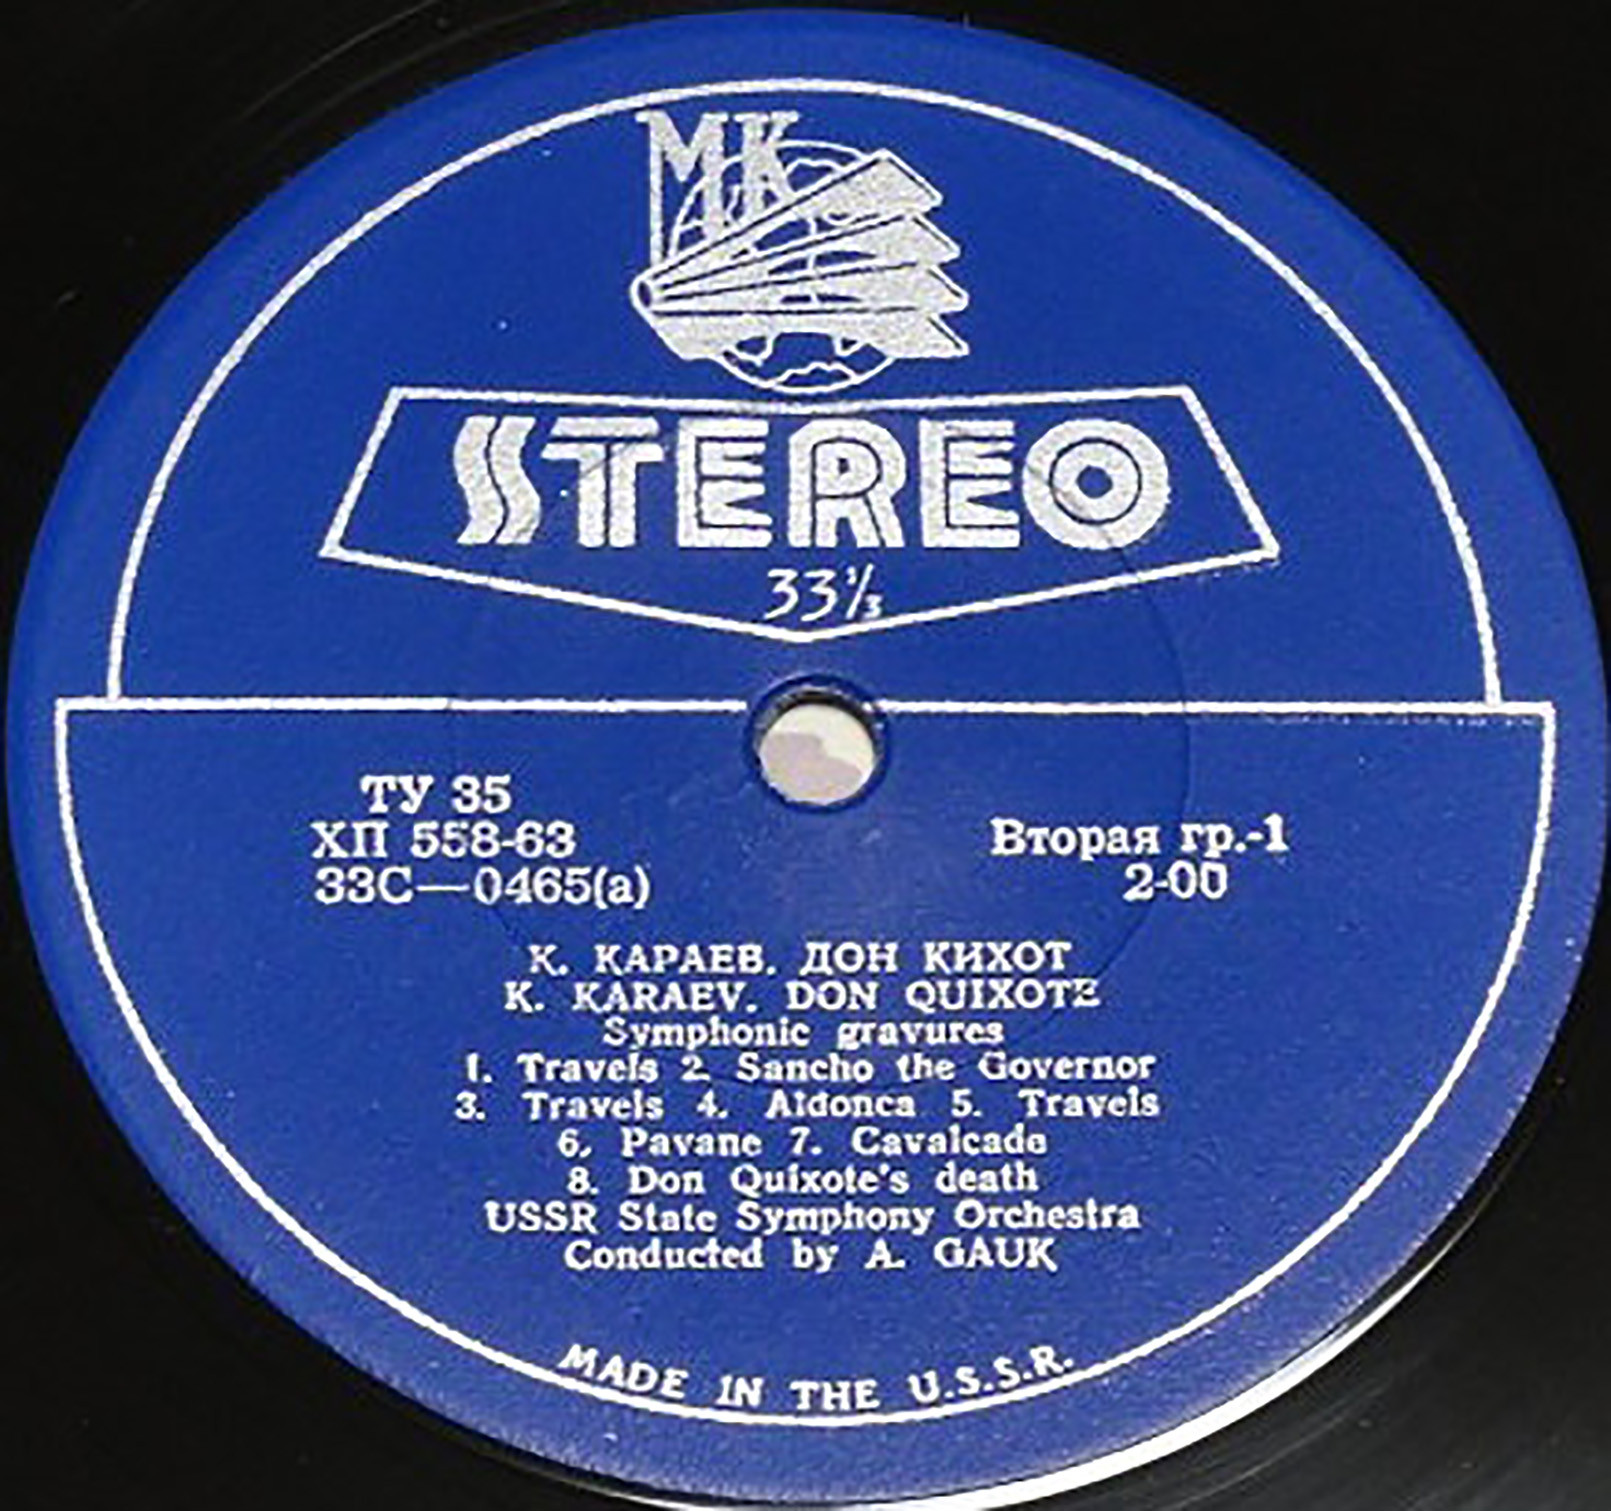 МК
STEREO
33⅓
ТУ 35
ХП 558-63
33С—0465(а)
Вторая гр.-1
2-00
К. КАРАЕВ. ДОН КИХОТ
K. KARAEV. DON QUIXOTE
Symphonic gravures
1. Travels 2. Sancho the Governor
3. Travels 4. Aldonca 5. Travels
6. Pavane 7. Cavalcade
8. Don Quixote's death
USSR State Symphony Orchestra
Conducted by A. GAUK
MADE IN THE U.S.S.R.